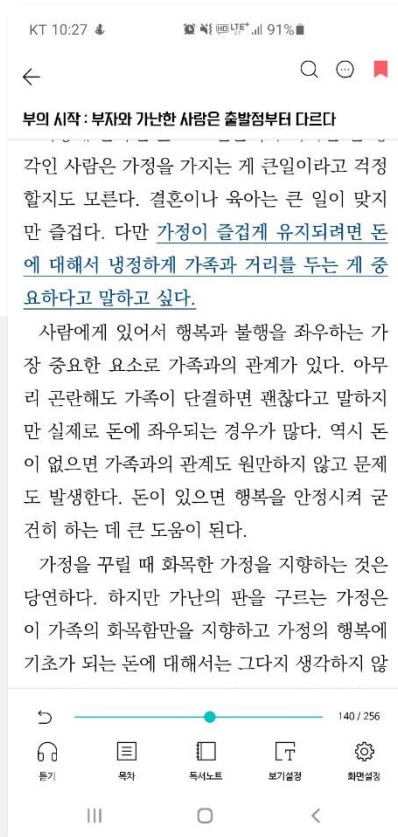 KT 10:27 LTE+ 91%
부의 시작 : 부자와 가난한 사람은 출발점부터 다르다
각인 사람은 가정을 가지는 게 큰일이라고 걱정
할지도 모른다. 결혼이나 육아는 큰 일이 맞지
만 즐겁다. 다만 가정이 즐겁게 유지되려면 돈
에 대해서 냉정하게 가족과 거리를 두는 게 중
요하다고 말하고 싶다.
사람에게 있어서 행복과 불행을 좌우하는 가
장 중요한 요소로 가족과의 관계가 있다. 아무
리 곤란해도 가족이 단결하면 괜찮다고 말하지
만 실제로 돈에 좌우되는 경우가 많다. 역시 돈
이 없으면 가족과의 관계도 원만하지 않고 문제
도 발생한다. 돈이 있으면 행복을 안정시켜 굳
건히 하는 데 큰 도움이 된다.
가정을 꾸릴 때 화목한 가정을 지향하는 것은
당연하다. 하지만 가난의 판을 구르는 가정은
이 가족의 화목함만을 지향하고 가정의 행복에
기초가 되는 돈에 대해서는 그다지 생각하지 않
140 / 256
듣기 목차 독서노트 보기설정 화면설정